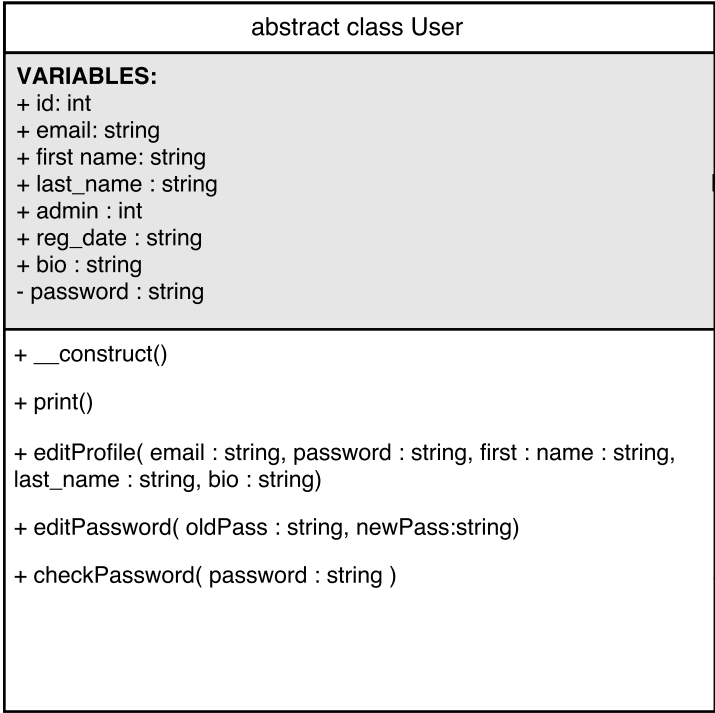 abstract class User
VARIABLES:
+ id: int
+ email: string
+ first name: string
+ last_name : string
+ admin : int
+ reg_date : string
+ bio : string
- password : string
+ __construct()
+ print()
+ editProfile( email : string, password : string, first : name : string,
last_name : string, bio : string)
+ editPassword( oldPass : string, newPass:string)
+ checkPassword( password : string )